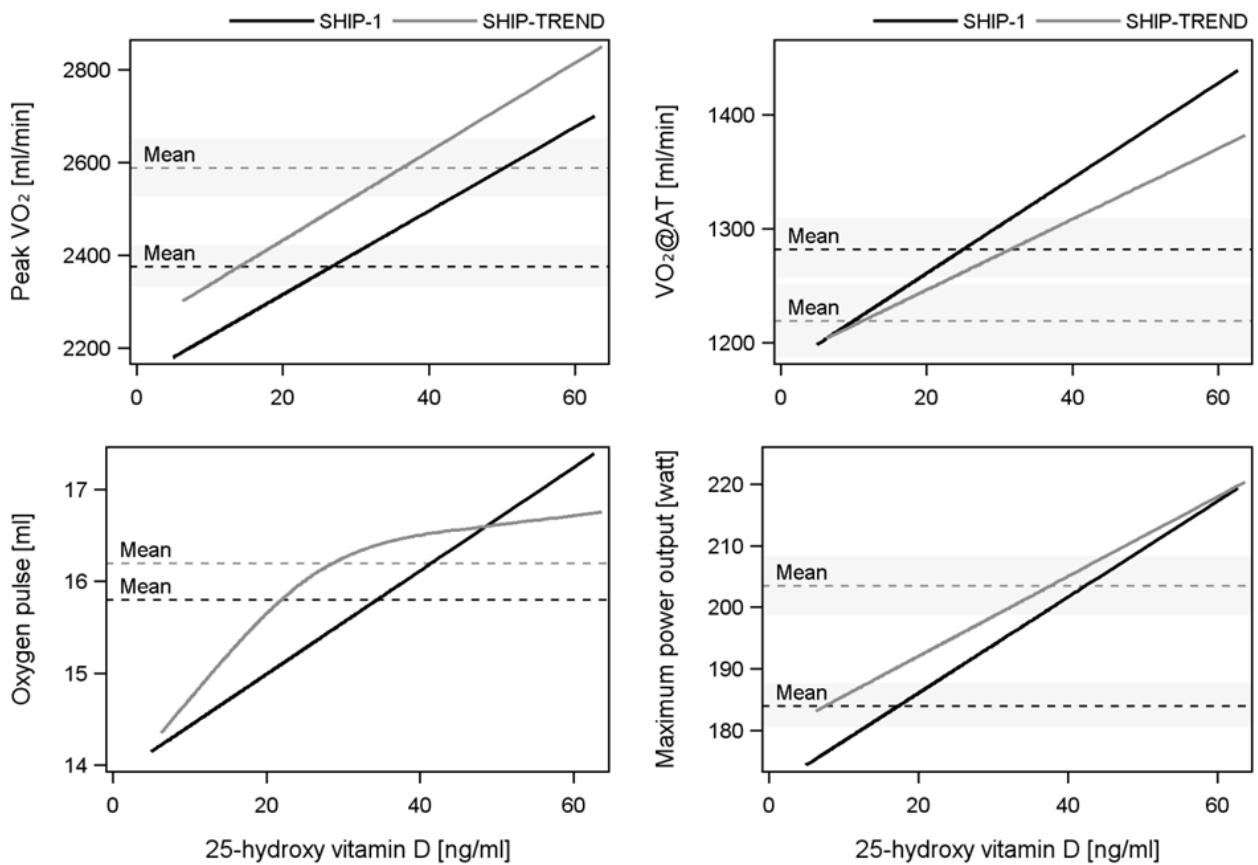 SHIP-1 SHIP-TREND
Peak VO₂ [ml/min]
2800
2600
2400
2200
Mean
Mean
0 20 40 60
SHIP-1 SHIP-TREND
VO₂@AT [ml/min]
1400
1300
1200
Mean
Mean
0 20 40 60
Oxygen pulse [ml]
17
16
15
14
Mean
Mean
0 20 40 60
25-hydroxy vitamin D [ng/ml]
Maximum power output [watt]
220
210
200
190
180
Mean
Mean
0 20 40 60
25-hydroxy vitamin D [ng/ml]